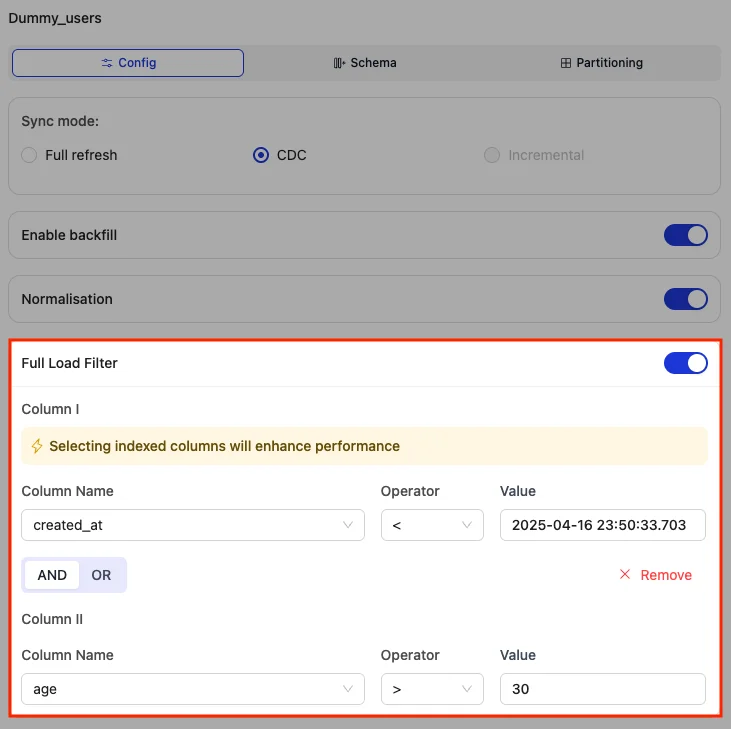 Dummy_users
Config Schema Partitioning
Sync mode:
Full refresh CDC Incremental
Enable backfill
Normalisation
Full Load Filter
Column I
Selecting indexed columns will enhance performance
Column Name Operator Value
created_at < 2025-04-16 23:50:33.703
AND OR Remove
Column II
Column Name Operator Value
age > 30